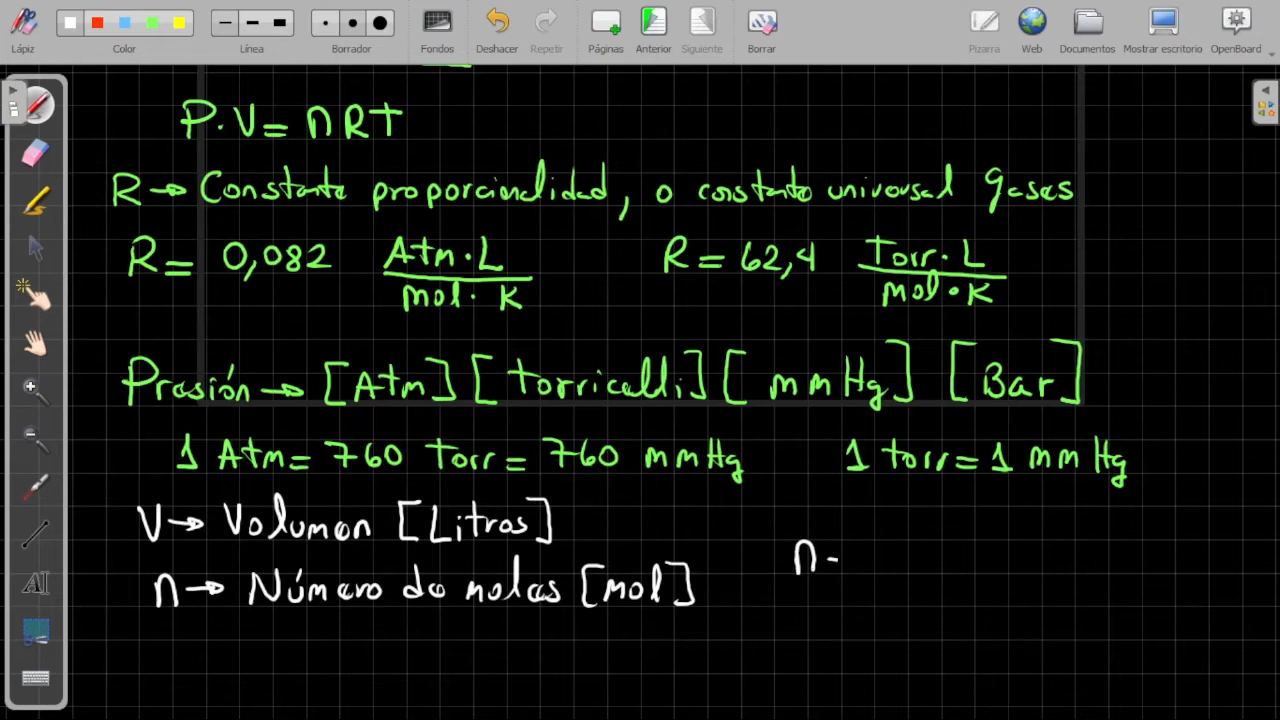 Lápiz Color Línea Borrador Fondos Deshacer Repetir Páginas Anterior Siguiente Borrar Pizarra Web Documentos Mostrar escritorio OpenBoard
P.V = nRT
R → Constante proporcionalidad, o constante universal gases
R = 0,082 Atm·L / mol·K R = 62,4 Torr·L / mol·K
Presión → [Atm] [torricelli] [mmHg] [Bar]
1 Atm = 760 Torr = 760 mmHg 1 torr = 1 mmHg
V → Volumen [Litros]
n → Número de moles [mol] n -